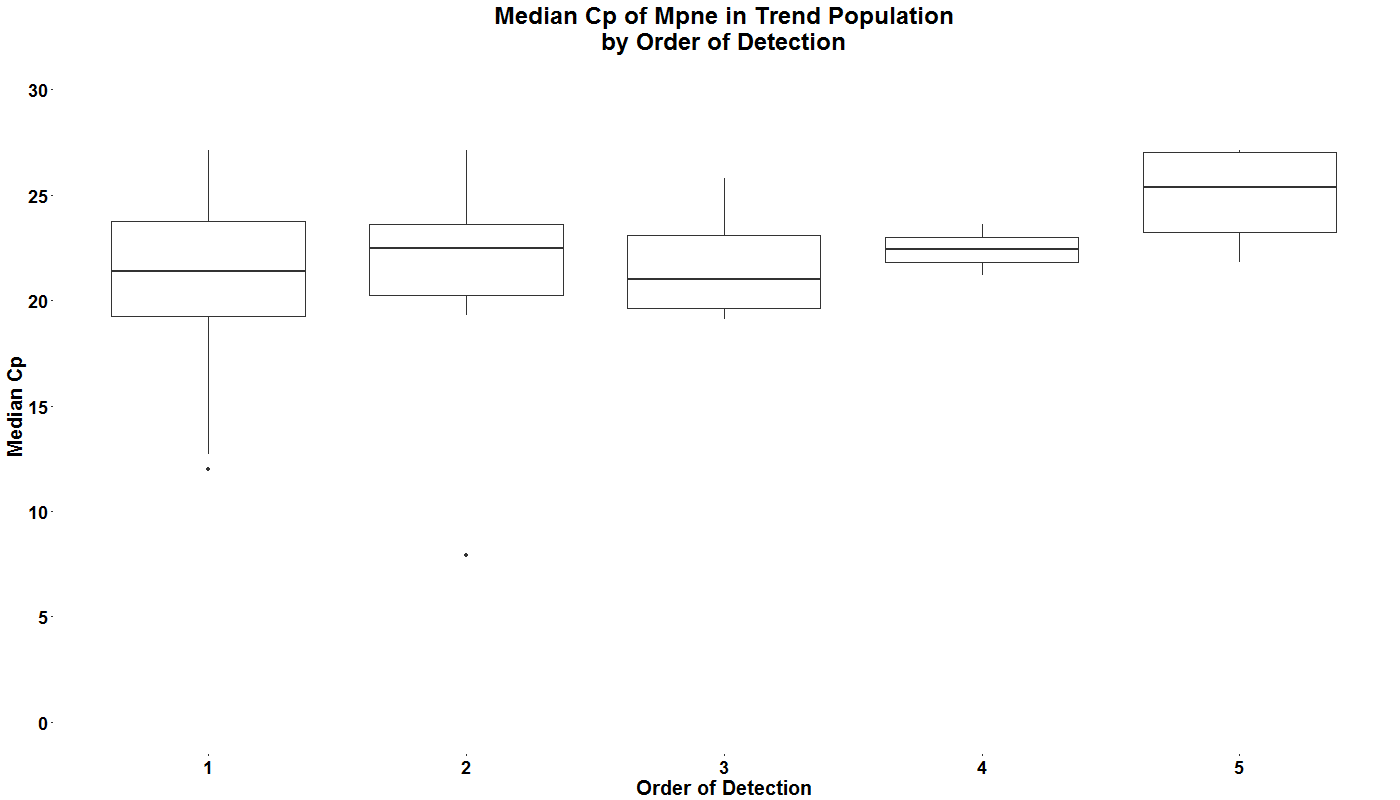 Median Cp of Mpne in Trend Population
by Order of Detection
30
25
20
15
10
5
0
Median Cp
1 2 3 4 5
Order of Detection